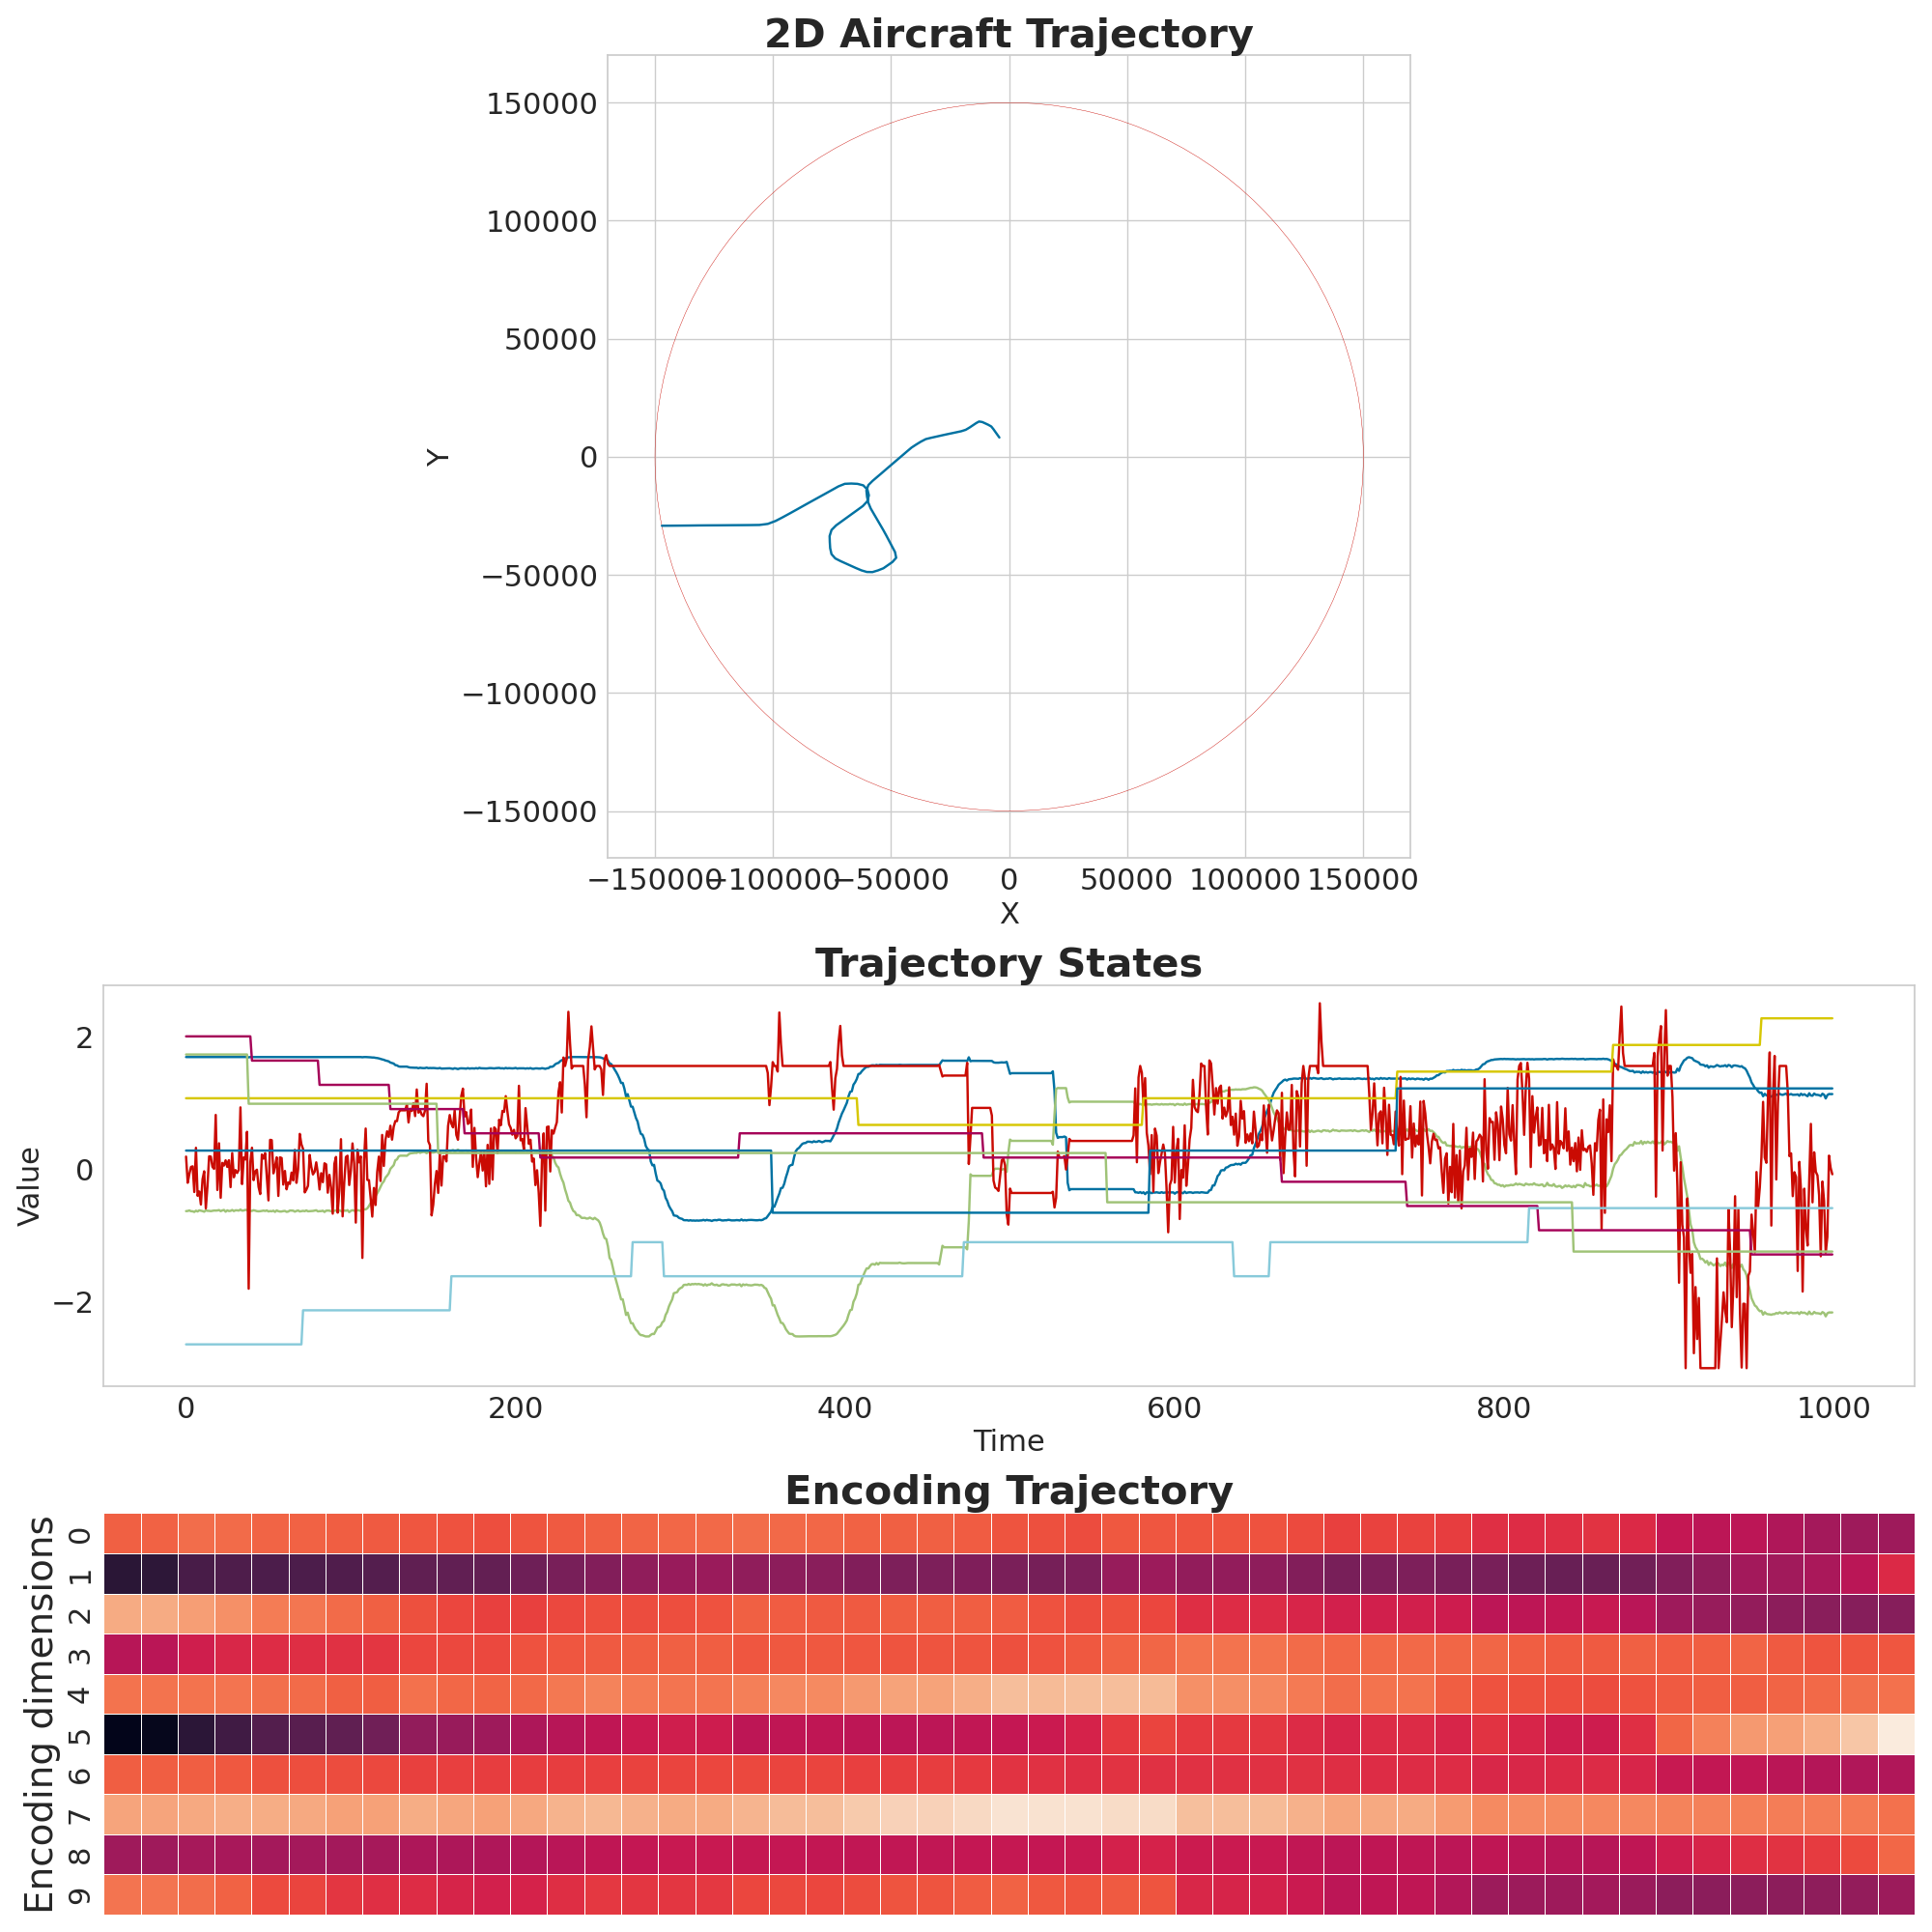 2D Aircraft Trajectory
150000
100000
50000
0
−50000
−100000
−150000
Y
−150000 −100000 −50000 0 50000 100000 150000
X
Trajectory States
2
0
−2
Value
0 200 400 600 800 1000
Time
Encoding Trajectory
0
1
2
3
4
5
6
7
8
9
Encoding dimensions